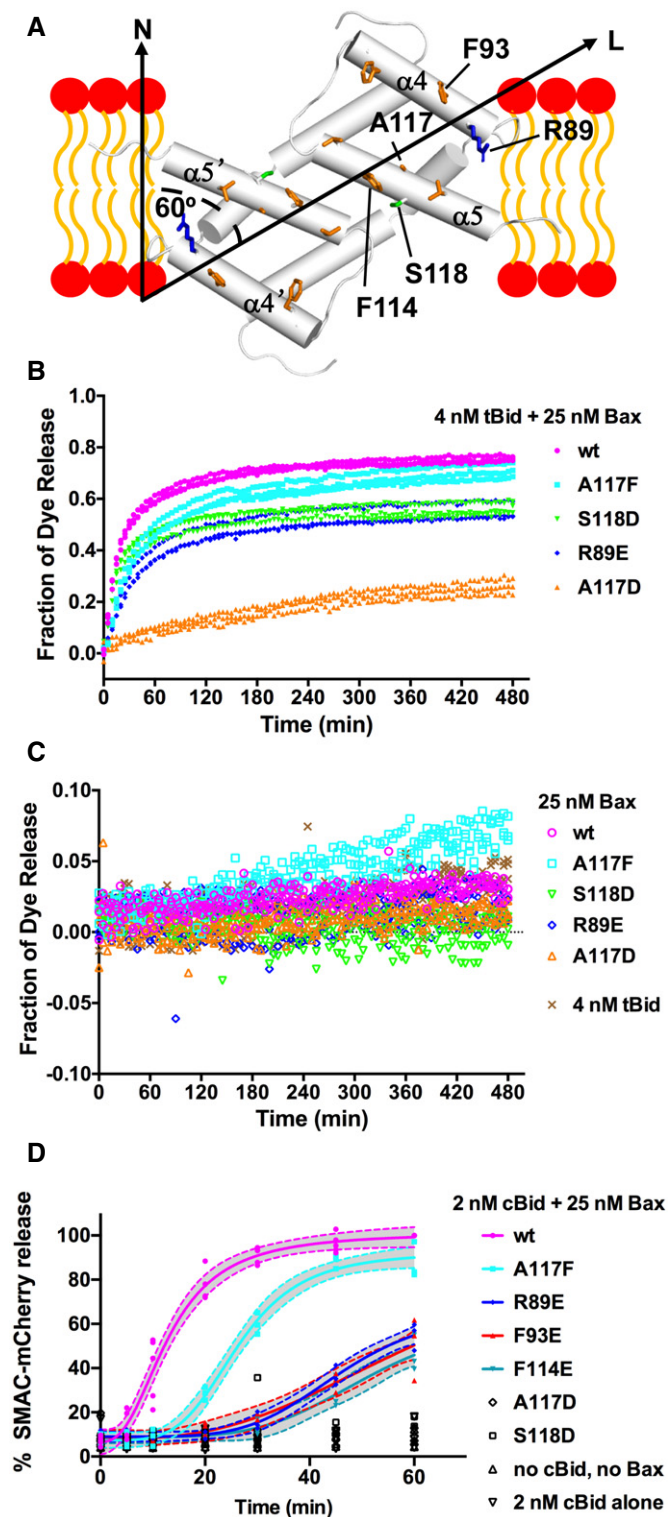 A
N
L
F93
α4
A117
R89
α5'
60º
α5
S118
F114
α4'
B
4 nM tBid + 25 nM Bax
wt
A117F
S118D
R89E
A117D
Fraction of Dye Release
1.0
0.8
0.6
0.4
0.2
0.0
0 60 120 180 240 300 360 420 480
Time (min)
C
25 nM Bax
wt
A117F
S118D
R89E
A117D
4 nM tBid
Fraction of Dye Release
0.10
0.05
0.00
-0.05
-0.10
0 60 120 180 240 300 360 420 480
Time (min)
D
2 nM cBid + 25 nM Bax
wt
A117F
R89E
F93E
F114E
A117D
S118D
no cBid, no Bax
2 nM cBid alone
% SMAC-mCherry release
100
80
60
40
20
0
0 20 40 60
Time (min)